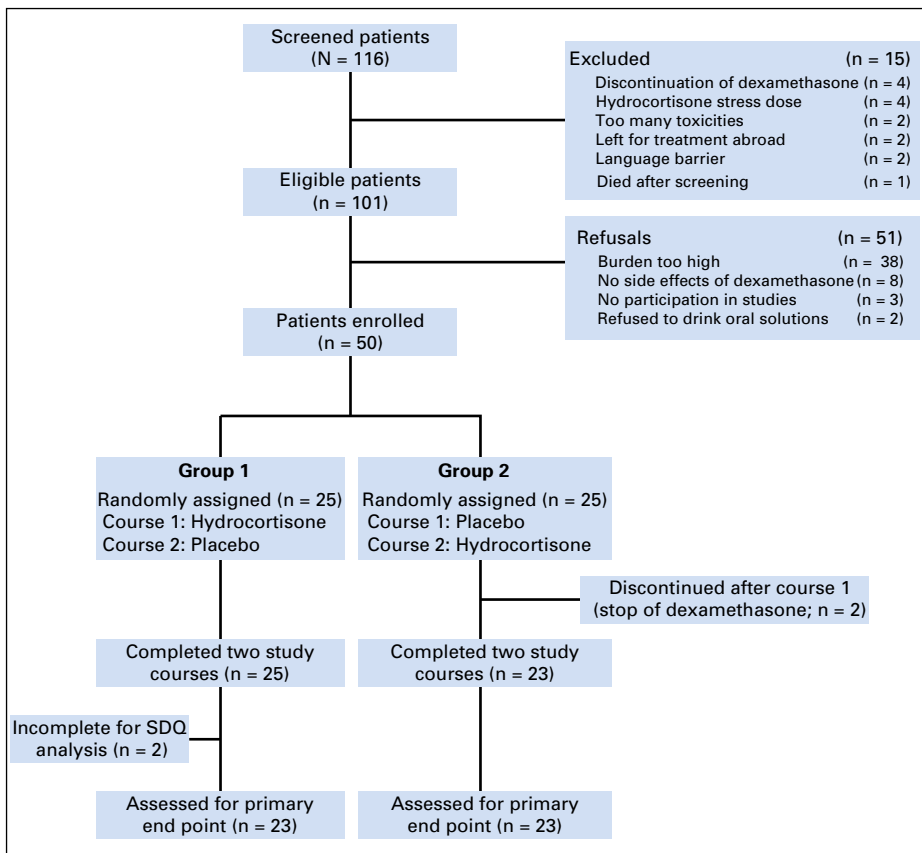 Screened patients
(N = 116)
Excluded (n = 15)
Discontinuation of dexamethasone (n = 4)
Hydrocortisone stress dose (n = 4)
Too many toxicities (n = 2)
Left for treatment abroad (n = 2)
Language barrier (n = 2)
Died after screening (n = 1)
Eligible patients
(n = 101)
Refusals (n = 51)
Burden too high (n = 38)
No side effects of dexamethasone (n = 8)
No participation in studies (n = 3)
Refused to drink oral solutions (n = 2)
Patients enrolled
(n = 50)
Group 1
Randomly assigned (n = 25)
Course 1: Hydrocortisone
Course 2: Placebo
Group 2
Randomly assigned (n = 25)
Course 1: Placebo
Course 2: Hydrocortisone
Discontinued after course 1
(stop of dexamethasone; n = 2)
Completed two study
courses (n = 25)
Completed two study
courses (n = 23)
Incomplete for SDQ
analysis (n = 2)
Assessed for primary
end point (n = 23)
Assessed for primary
end point (n = 23)